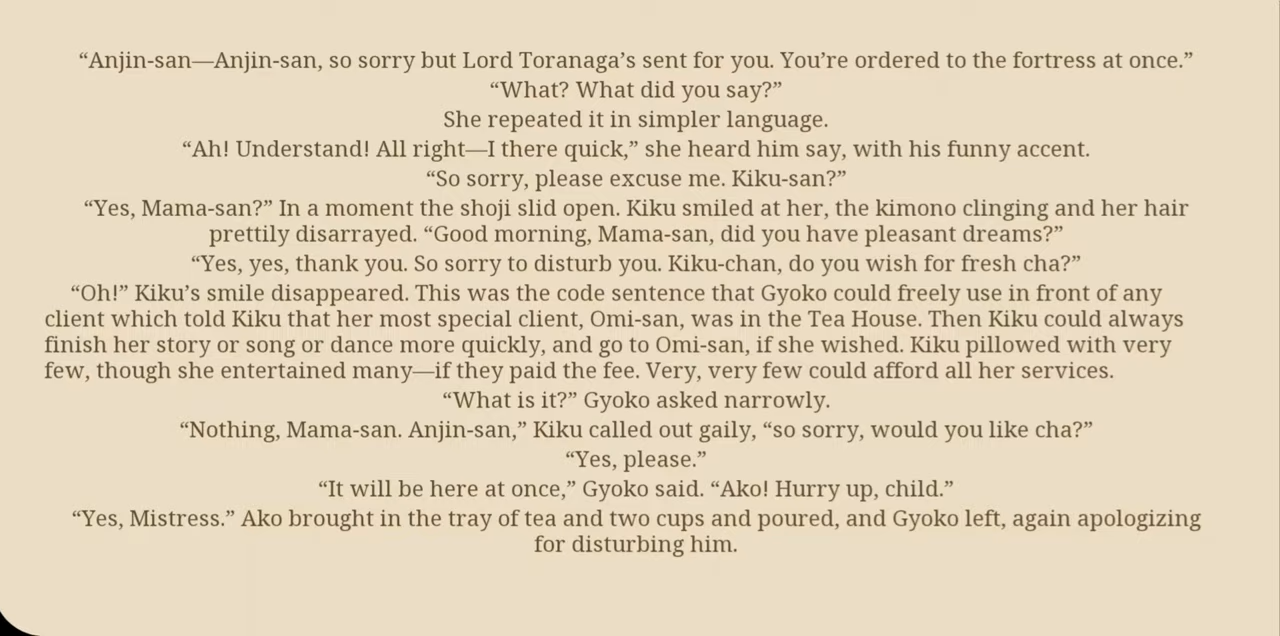 “Anjin-san—Anjin-san, so sorry but Lord Toranaga’s sent for you. You’re ordered to the fortress at once.”
“What? What did you say?”
She repeated it in simpler language.
“Ah! Understand! All right—I there quick,” she heard him say, with his funny accent.
“So sorry, please excuse me. Kiku-san?”
“Yes, Mama-san?” In a moment the shoji slid open. Kiku smiled at her, the kimono clinging and her hair
prettily disarrayed. “Good morning, Mama-san, did you have pleasant dreams?”
“Yes, yes, thank you. So sorry to disturb you. Kiku-chan, do you wish for fresh cha?”
“Oh!” Kiku’s smile disappeared. This was the code sentence that Gyoko could freely use in front of any
client which told Kiku that her most special client, Omi-san, was in the Tea House. Then Kiku could always
finish her story or song or dance more quickly, and go to Omi-san, if she wished. Kiku pillowed with very
few, though she entertained many—if they paid the fee. Very, very few could afford all her services.
“What is it?” Gyoko asked narrowly.
“Nothing, Mama-san. Anjin-san,” Kiku called out gaily, “so sorry, would you like cha?”
“Yes, please.”
“It will be here at once,” Gyoko said. “Ako! Hurry up, child.”
“Yes, Mistress.” Ako brought in the tray of tea and two cups and poured, and Gyoko left, again apologizing
for disturbing him.